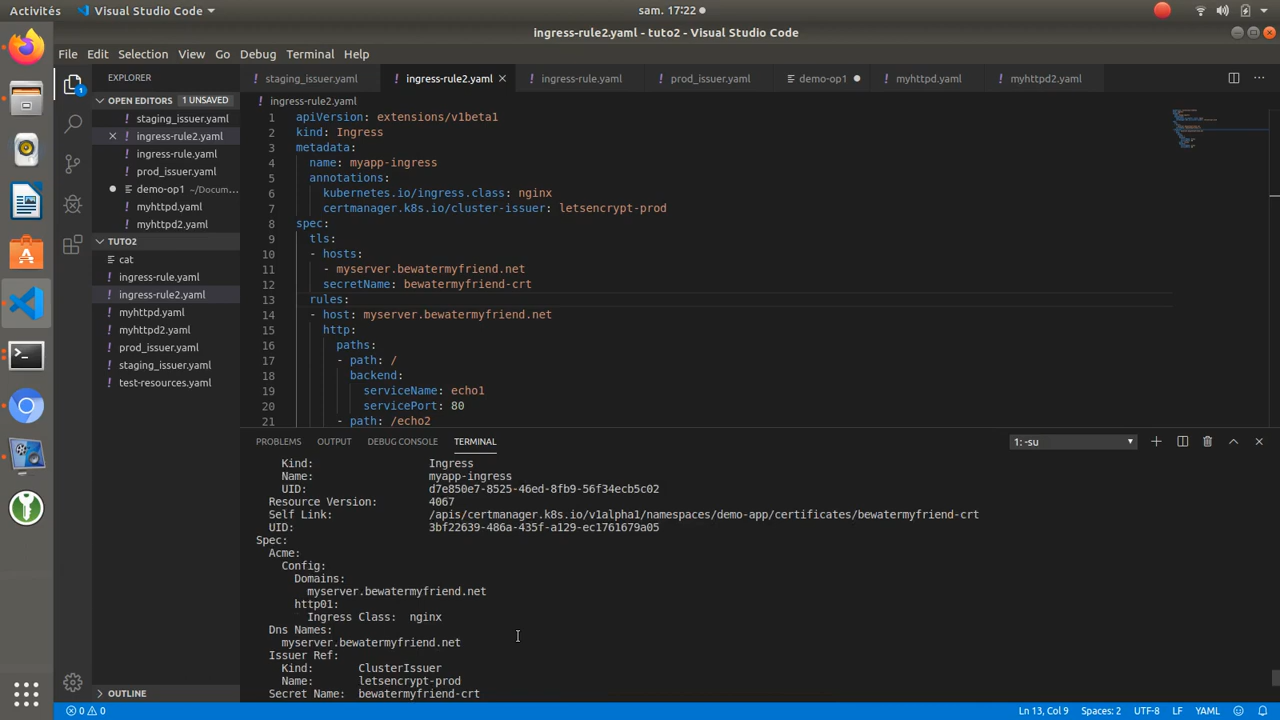 Activités
Visual Studio Code
sam. 17:22
ingress-rule2.yaml - tuto2 - Visual Studio Code
File Edit Selection View Go Debug Terminal Help
EXPLORER
OPEN EDITORS 1 UNSAVED
staging_issuer.yaml
ingress-rule2.yaml
ingress-rule.yaml
prod_issuer.yaml
demo-op1 ~/Docum...
myhttpd.yaml
myhttpd2.yaml
TUTO2
cat
ingress-rule.yaml
ingress-rule2.yaml
myhttpd.yaml
myhttpd2.yaml
prod_issuer.yaml
staging_issuer.yaml
test-resources.yaml
OUTLINE
1
staging_issuer.yaml ingress-rule2.yaml ingress-rule.yaml prod_issuer.yaml demo-op1 myhttpd.yaml myhttpd2.yaml
ingress-rule2.yaml
1 apiVersion: extensions/v1beta1
2 kind: Ingress
3 metadata:
4 name: myapp-ingress
5 annotations:
6 kubernetes.io/ingress.class: nginx
7 certmanager.k8s.io/cluster-issuer: letsencrypt-prod
8 spec:
9 tls:
10 - hosts:
11 - myserver.bewatermyfriend.net
12 secretName: bewatermyfriend-crt
13 rules:
14 - host: myserver.bewatermyfriend.net
15 http:
16 paths:
17 - path: /
18 backend:
19 serviceName: echo1
20 servicePort: 80
21 - path: /echo2
PROBLEMS OUTPUT DEBUG CONSOLE TERMINAL
1: -su
Kind: Ingress
Name: myapp-ingress
UID: d7e850e7-8525-46ed-8fb9-56f34ecb5c02
Resource Version: 4067
Self Link: /apis/certmanager.k8s.io/v1alpha1/namespaces/demo-app/certificates/bewatermyfriend-crt
UID: 3bf22639-486a-435f-a129-ec1761679a05
Spec:
Acme:
Config:
Domains:
myserver.bewatermyfriend.net
http01:
Ingress Class: nginx
Dns Names:
myserver.bewatermyfriend.net
Issuer Ref:
Kind: ClusterIssuer
Name: letsencrypt-prod
Secret Name: bewatermyfriend-crt
0 0
Ln 13, Col 9 Spaces: 2 UTF-8 LF YAML